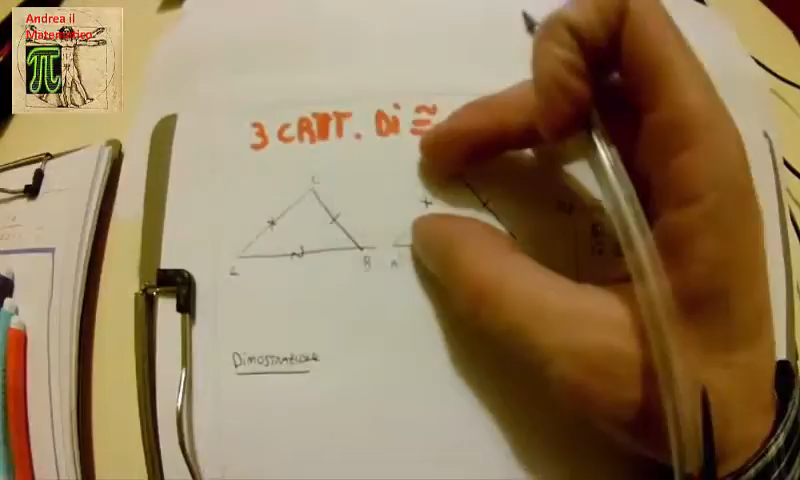 Andrea il
Matematico
π
3 CRIT. Di ≅
C
A
B
A
Dimostrazione